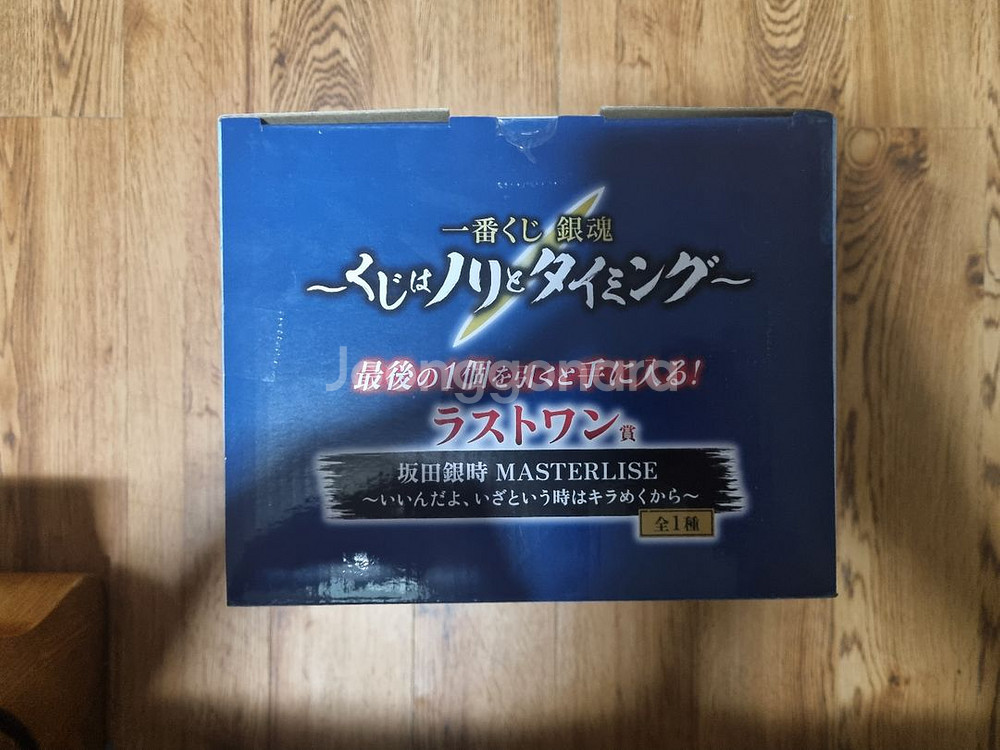 一番くじ 銀魂
～くじはノリとタイミング～
最後の1個を引くと手に入る!
Joonggonara
ラストワン賞
坂田銀時 MASTERLISE
～いいんだよ、いざという時はキラめくから～
全1種